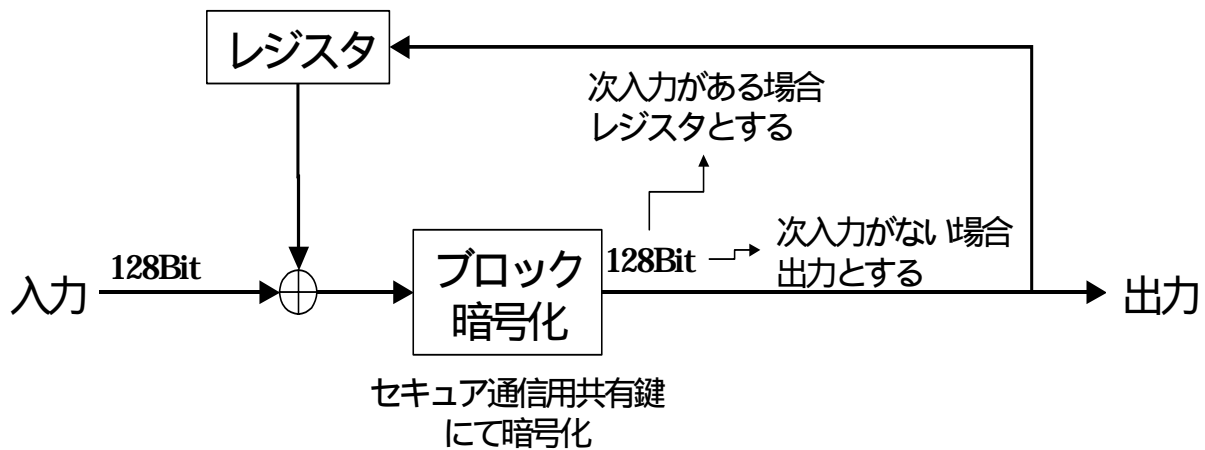 レジスタ
次入力がある場合
レジスタとする
入力
128Bit
ブロック
暗号化
128Bit
次入力がない場合
出力とする
出力
セキュア通信用共有鍵
にて暗号化